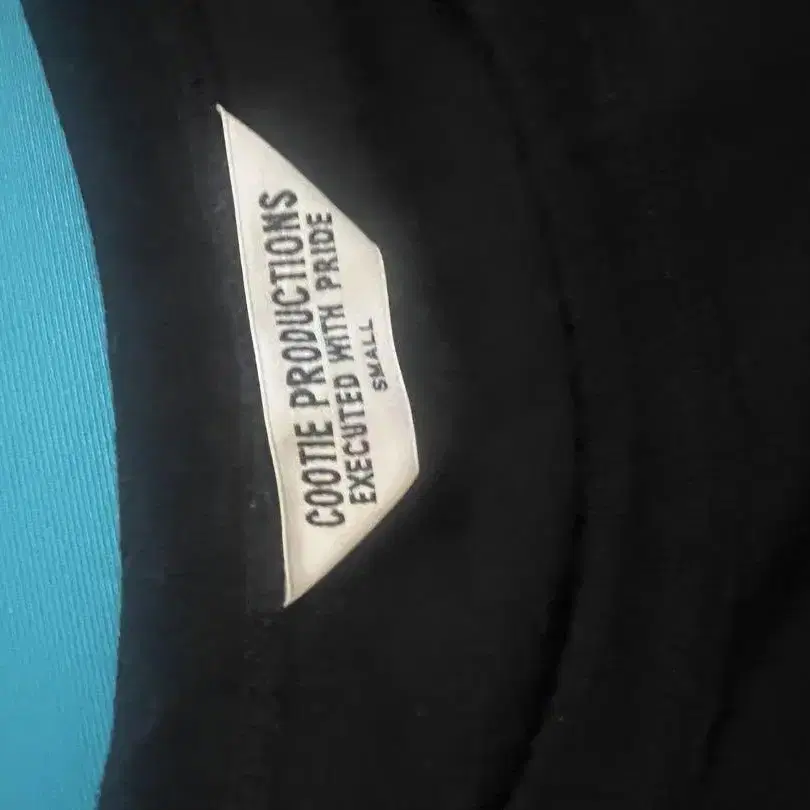 COOTIE PRODUCTIONS
EXECUTED WITH PRIDE
SMALL